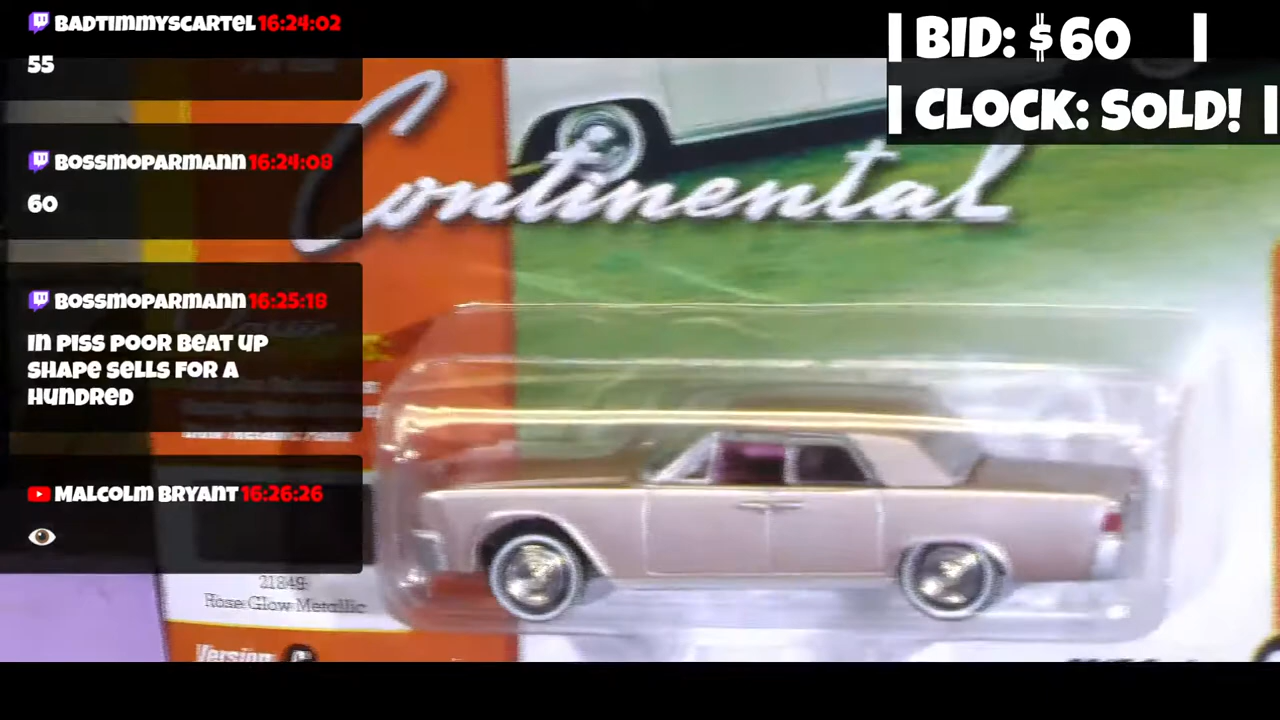 BADTIMMYSCARTEL 16:24:02
55
BOSSMOPARMANN 16:24:08
60
BOSSMOPARMANN 16:25:18
IN PISS POOR BEAT UP
SHAPE SELLS FOR A
HUNDRED
MALCOLM BRYANT 16:26:26
| BID: $60 |
| CLOCK: SOLD! |
Continental
21849:
Rose Glow Metallic
Version C